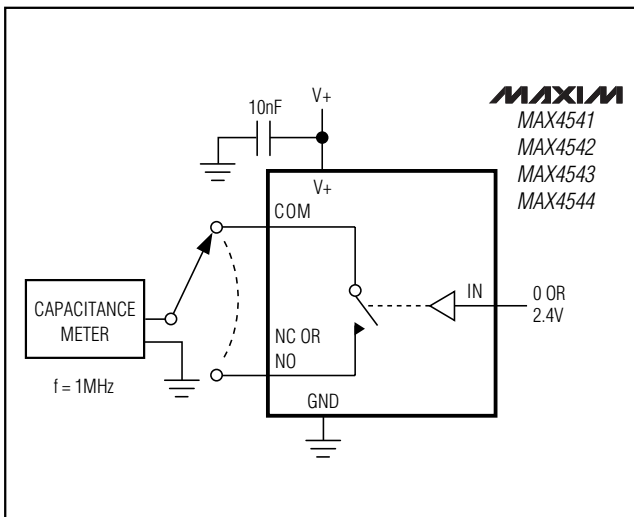 MAXIM
MAX4541
MAX4542
MAX4543
MAX4544
10nF
V+
V+
COM
IN
0 OR
2.4V
CAPACITANCE
METER
NC OR
NO
f = 1MHz
GND